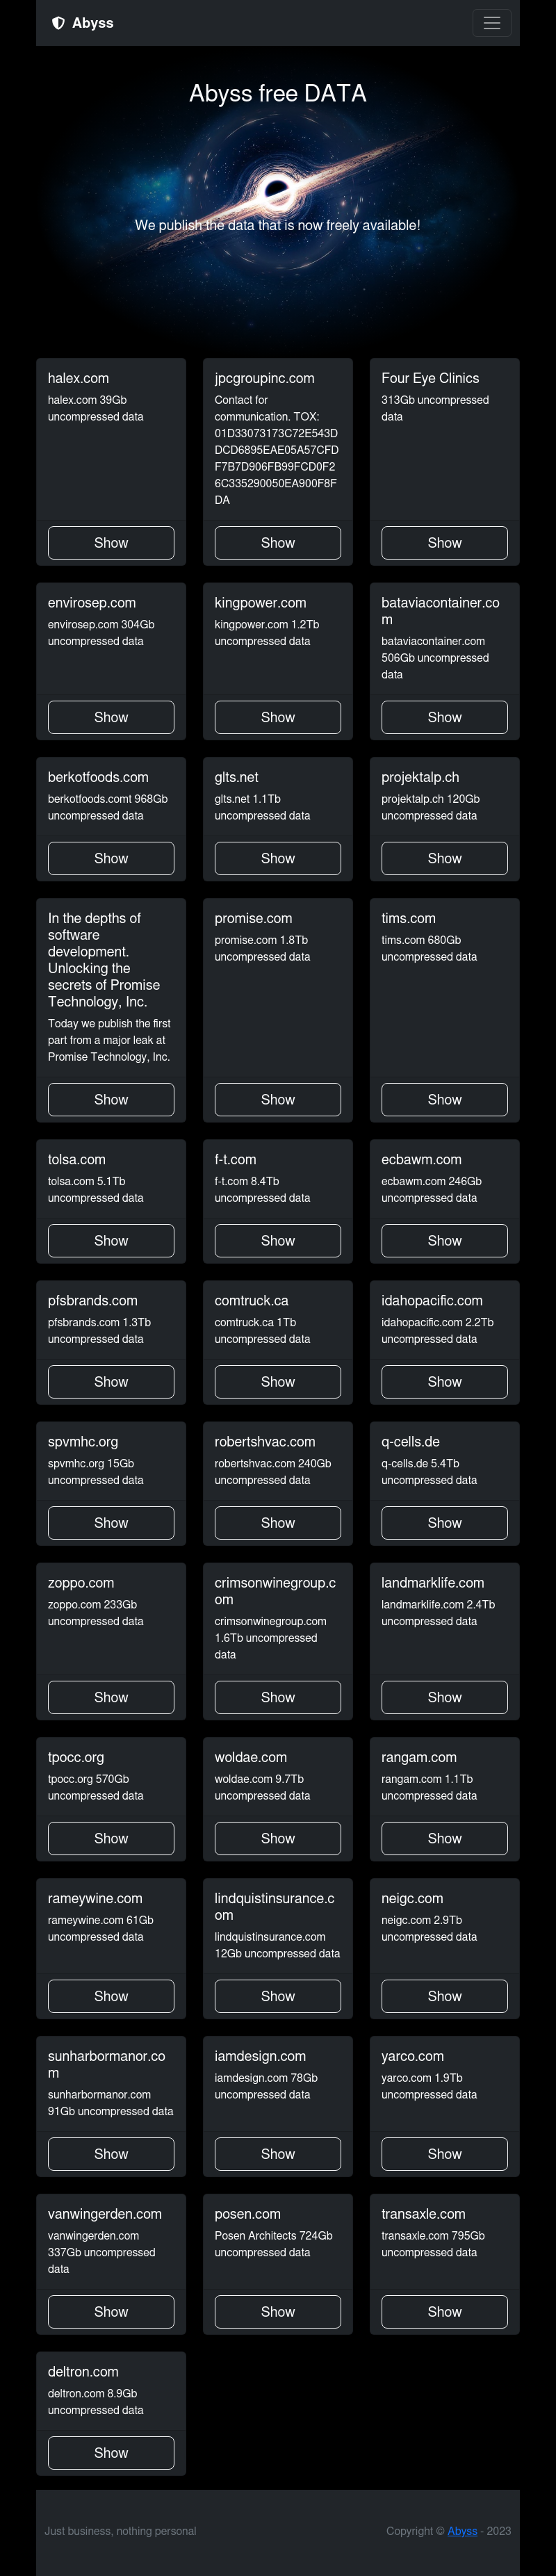 Abyss
Abyss free DATA
We publish the data that is now freely available!
halex.com
halex.com 39Gb
uncompressed data
Show
jpcgroupinc.com
Contact for
communication. TOX:
01D33073173C72E543D
DCD6895EAE05A57CFD
F7B7D906FB99FCD0F2
6C335290050EA900F8F
DA
Show
Four Eye Clinics
313Gb uncompressed
data
Show
envirosep.com
envirosep.com 304Gb
uncompressed data
Show
kingpower.com
kingpower.com 1.2Tb
uncompressed data
Show
bataviacontainer.co
m
bataviacontainer.com
506Gb uncompressed
data
Show
berkotfoods.com
berkotfoods.comt 968Gb
uncompressed data
Show
glts.net
glts.net 1.1Tb
uncompressed data
Show
projektalp.ch
projektalp.ch 120Gb
uncompressed data
Show
In the depths of
software
development.
Unlocking the
secrets of Promise
Technology, Inc.
Today we publish the first
part from a major leak at
Promise Technology, Inc.
Show
promise.com
promise.com 1.8Tb
uncompressed data
Show
tims.com
tims.com 680Gb
uncompressed data
Show
tolsa.com
tolsa.com 5.1Tb
uncompressed data
Show
f-t.com
f-t.com 8.4Tb
uncompressed data
Show
ecbawm.com
ecbawm.com 246Gb
uncompressed data
Show
pfsbrands.com
pfsbrands.com 1.3Tb
uncompressed data
Show
comtruck.ca
comtruck.ca 1Tb
uncompressed data
Show
idahopacific.com
idahopacific.com 2.2Tb
uncompressed data
Show
spvmhc.org
spvmhc.org 15Gb
uncompressed data
Show
robertshvac.com
robertshvac.com 240Gb
uncompressed data
Show
q-cells.de
q-cells.de 5.4Tb
uncompressed data
Show
zoppo.com
zoppo.com 233Gb
uncompressed data
Show
crimsonwinegroup.c
om
crimsonwinegroup.com
1.6Tb uncompressed
data
Show
landmarklife.com
landmarklife.com 2.4Tb
uncompressed data
Show
tpocc.org
tpocc.org 570Gb
uncompressed data
Show
woldae.com
woldae.com 9.7Tb
uncompressed data
Show
rangam.com
rangam.com 1.1Tb
uncompressed data
Show
rameywine.com
rameywine.com 61Gb
uncompressed data
Show
lindquistinsurance.c
om
lindquistinsurance.com
12Gb uncompressed data
Show
neigc.com
neigc.com 2.9Tb
uncompressed data
Show
sunharbormanor.co
m
sunharbormanor.com
91Gb uncompressed data
Show
iamdesign.com
iamdesign.com 78Gb
uncompressed data
Show
yarco.com
yarco.com 1.9Tb
uncompressed data
Show
vanwingerden.com
vanwingerden.com
337Gb uncompressed
data
Show
posen.com
Posen Architects 724Gb
uncompressed data
Show
transaxle.com
transaxle.com 795Gb
uncompressed data
Show
deltron.com
deltron.com 8.9Gb
uncompressed data
Show
Just business, nothing personal
Copyright © Abyss - 2023